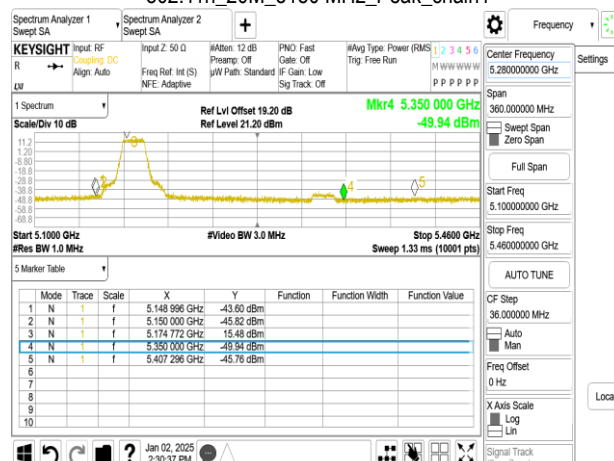 Spectrum Analyzer 1
Swept SA
Spectrum Analyzer 2
Swept SA
+
Frequency
KEYSIGHT
Input: RF
Coupling: DC
Align: Auto
Input Z: 50 Ω
Freq Ref: Int (S)
NFE: Adaptive
#Atten: 12 dB
Preamp: Off
µW Path: Standard
PNO: Fast
Gate: Off
IF Gain: Low
Sig Track: Off
#Avg Type: Power (RMS
Trig: Free Run
1 2 3 4 5 6
M W W W W W
P P P P P P
Center Frequency
5.280000000 GHz
Settings
Span
360.000000 MHz
Swept Span
Zero Span
Full Span
Start Freq
5.100000000 GHz
Stop Freq
5.460000000 GHz
AUTO TUNE
CF Step
36.000000 MHz
Auto
Man
Freq Offset
0 Hz
X Axis Scale
Log
Lin
Signal Track
Loca
1 Spectrum
Scale/Div 10 dB
Ref Lvl Offset 19.20 dB
Ref Level 21.20 dBm
Mkr4 5.350 000 GHz
-49.94 dBm
11.2
1.20
-8.80
-18.8
-28.8
-38.8
-48.8
-58.8
-68.8
3
4
5
Start 5.1000 GHz
#Video BW 3.0 MHz
Stop 5.4600 GHz
#Res BW 1.0 MHz
Sweep 1.33 ms (10001 pts)
5 Marker Table
Mode Trace Scale X Y Function Function Width Function Value
1 N 1 f 5.148 996 GHz -43.60 dBm
2 N 1 f 5.150 000 GHz -45.82 dBm
3 N 1 f 5.174 772 GHz 15.48 dBm
4 N 1 f 5.350 000 GHz -49.94 dBm
5 N 1 f 5.407 296 GHz -45.76 dBm
6
7
8
9
10
?
Jan 02, 2025
2:30:37 PM